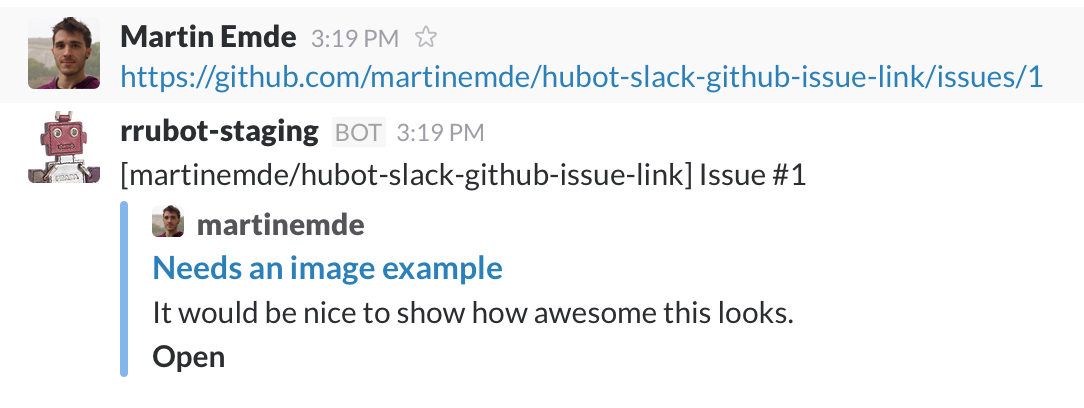 Martin Emde 3:19 PM
https://github.com/martinemde/hubot-slack-github-issue-link/issues/1
rrubot-staging BOT 3:19 PM
[martinemde/hubot-slack-github-issue-link] Issue #1
martinemde
Needs an image example
It would be nice to show how awesome this looks.
Open